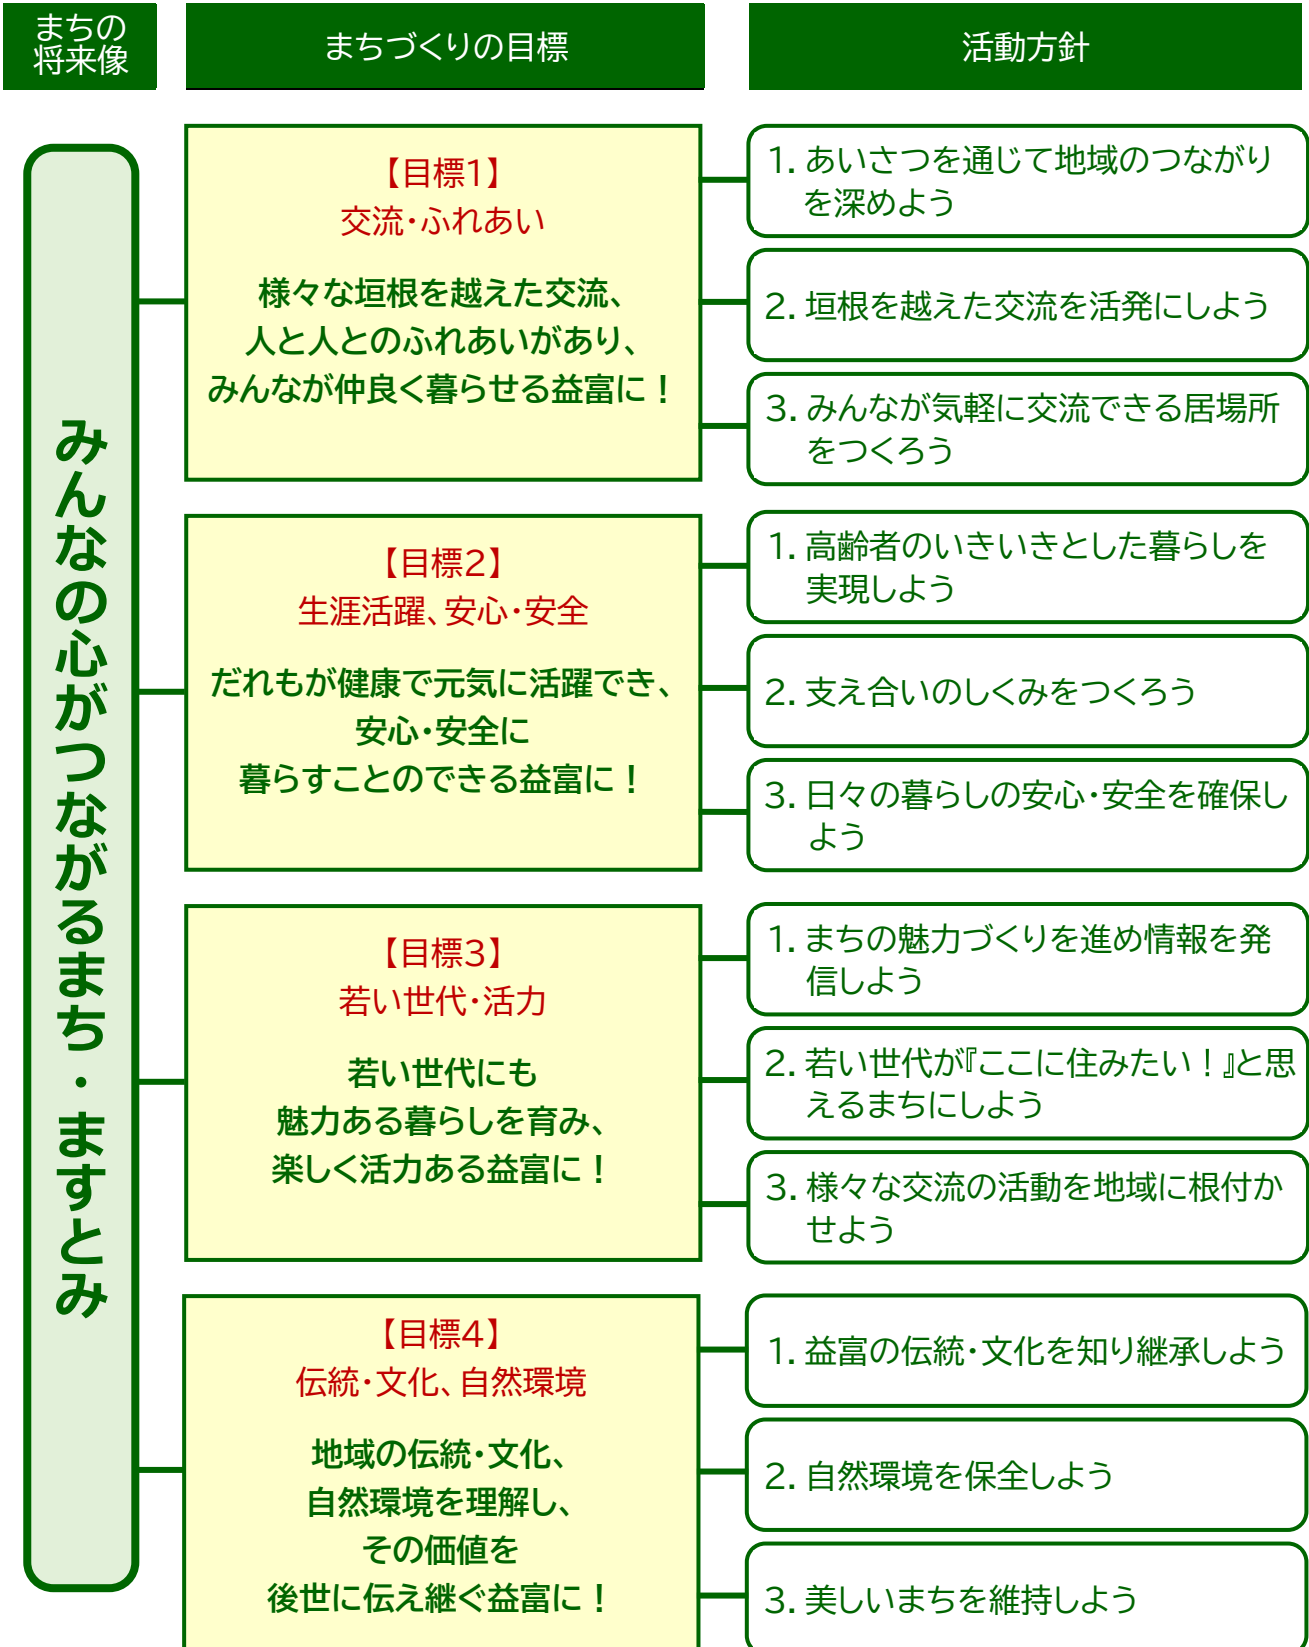 まちの
将来像
まちづくりの目標
活動方針
みんなの心がつながるまち・ますとみ
【目標1】
交流・ふれあい
様々な垣根を越えた交流、
人と人とのふれあいがあり、
みんなが仲良く暮らせる益富に！
1. あいさつを通じて地域のつながり
を深めよう
2. 垣根を越えた交流を活発にしよう
3. みんなが気軽に交流できる居場所
をつくろう
【目標2】
生涯活躍、安心・安全
だれもが健康で元気に活躍でき、
安心・安全に
暮らすことのできる益富に！
1. 高齢者のいきいきとした暮らしを
実現しよう
2. 支え合いのしくみをつくろう
3. 日々の暮らしの安心・安全を確保し
よう
【目標3】
若い世代・活力
若い世代にも
魅力ある暮らしを育み、
楽しく活力ある益富に！
1. まちの魅力づくりを進め情報を発
信しよう
2. 若い世代が『ここに住みたい！』と思
えるまちにしよう
3. 様々な交流の活動を地域に根付か
せよう
【目標4】
伝統・文化、自然環境
地域の伝統・文化、
自然環境を理解し、
その価値を
後世に伝え継ぐ益富に！
1. 益富の伝統・文化を知り継承しよう
2. 自然環境を保全しよう
3. 美しいまちを維持しよう